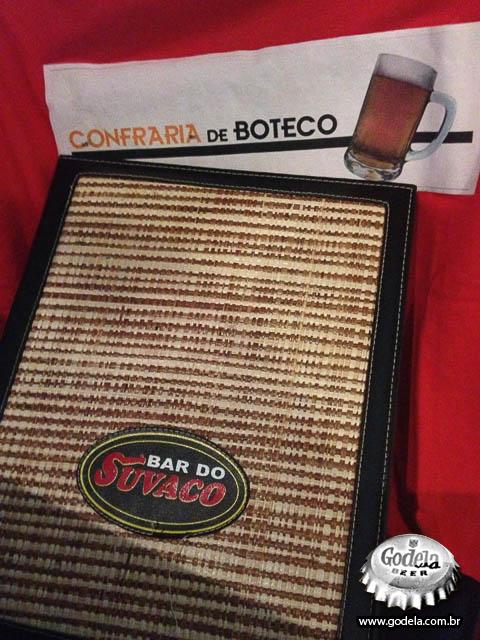 CONFRARIA DE BOTECO
BAR DO
SUVACO
Godela
BEER
www.godela.com.br